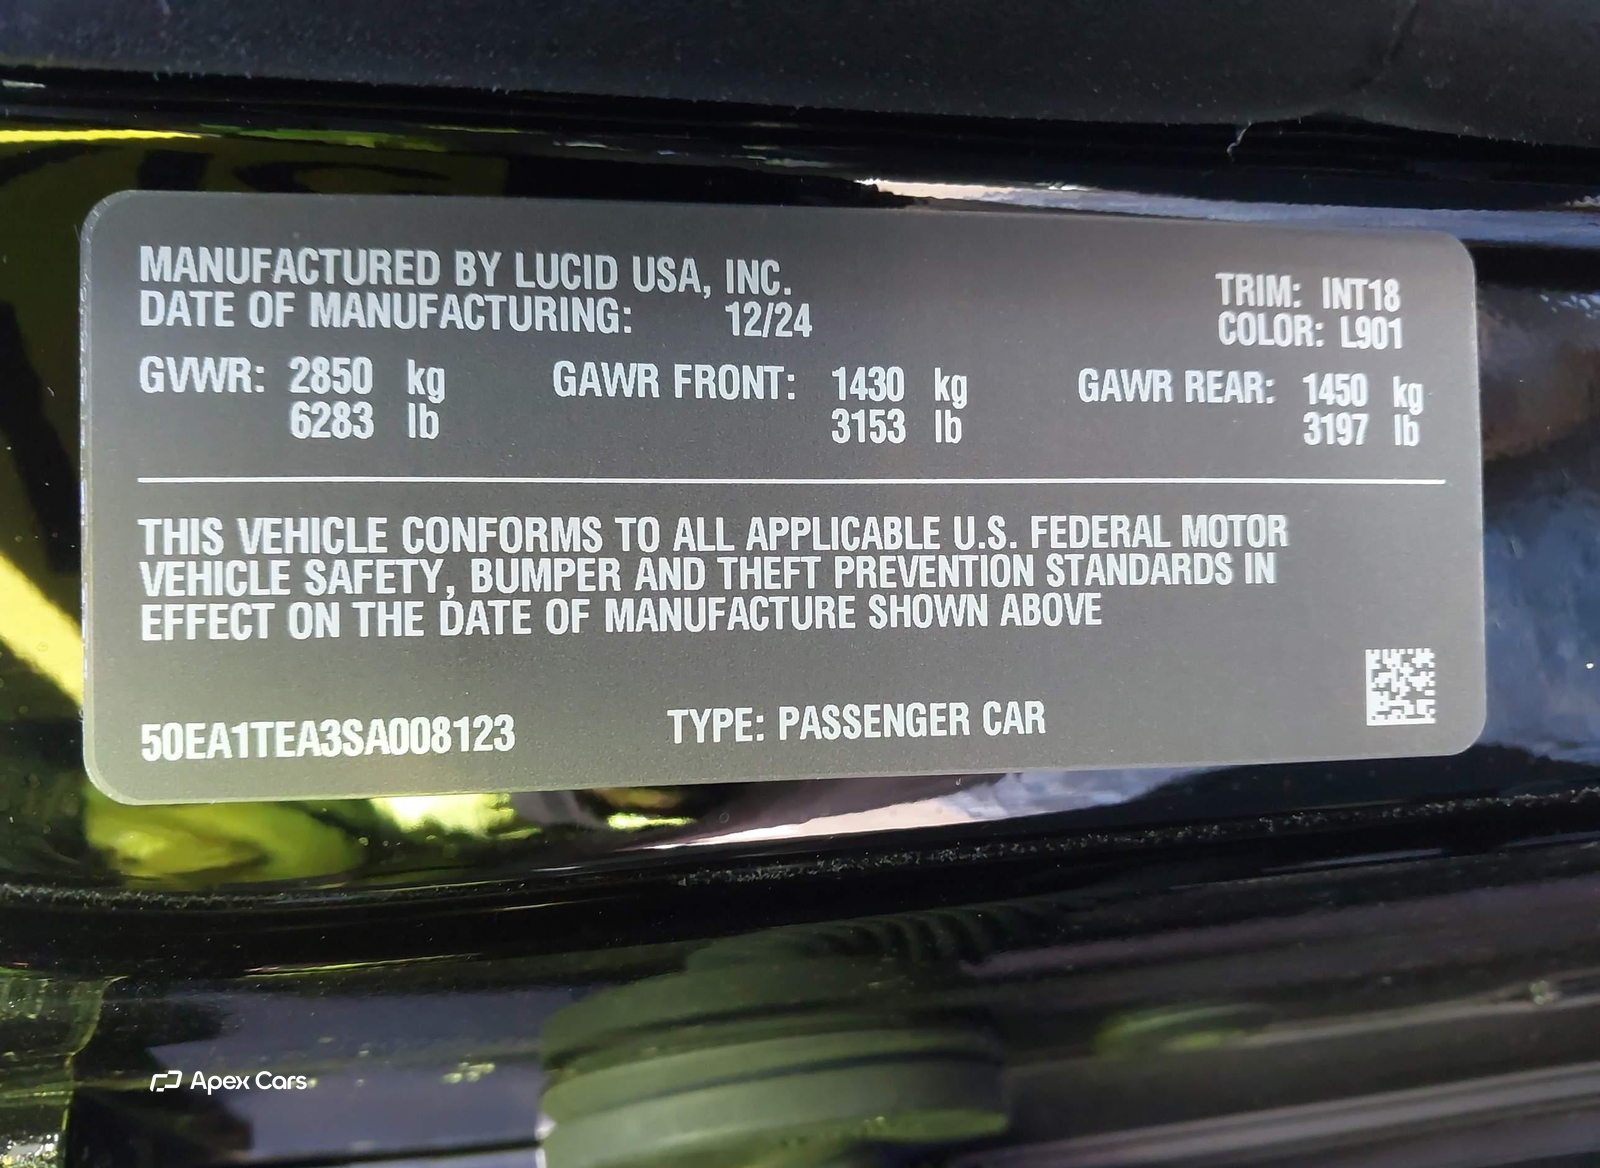 MANUFACTURED BY LUCID USA, INC.
DATE OF MANUFACTURING: 12/24
TRIM: INT18
COLOR: L901
GVWR: 2850 kg GAWR FRONT: 1430 kg GAWR REAR: 1450 kg
6283 lb 3153 lb 3197 lb
THIS VEHICLE CONFORMS TO ALL APPLICABLE U.S. FEDERAL MOTOR
VEHICLE SAFETY, BUMPER AND THEFT PREVENTION STANDARDS IN
EFFECT ON THE DATE OF MANUFACTURE SHOWN ABOVE
50EA1TEA3SA008123 TYPE: PASSENGER CAR
Apex Cars